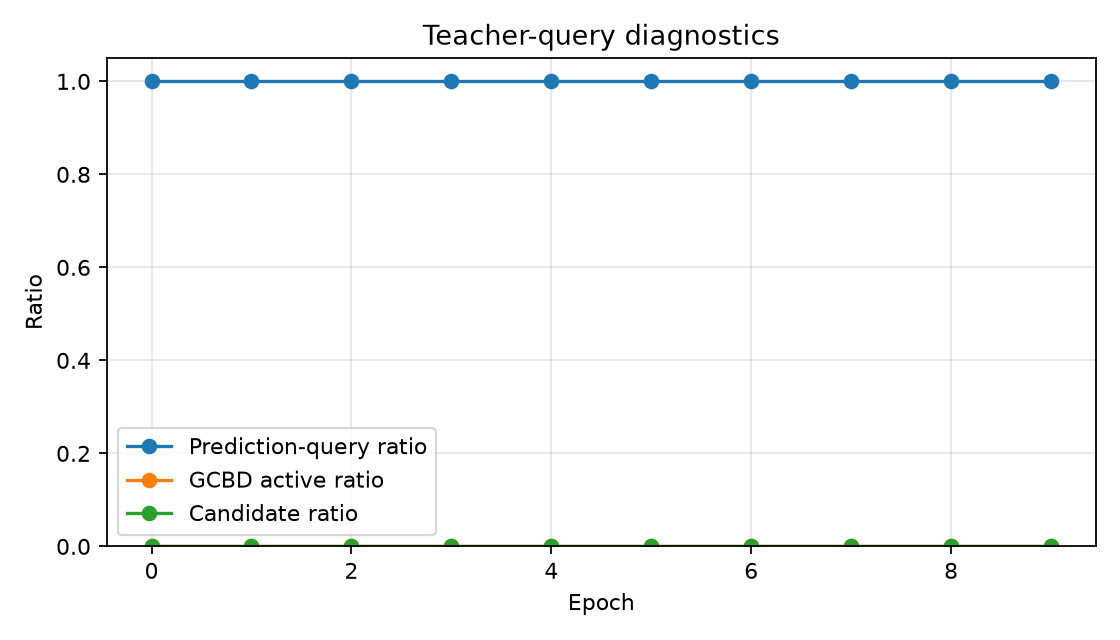 Teacher-query diagnostics
1.0
0.8
0.6
0.4
0.2
0.0
Ratio
Prediction-query ratio
GCBD active ratio
Candidate ratio
0 2 4 6 8
Epoch